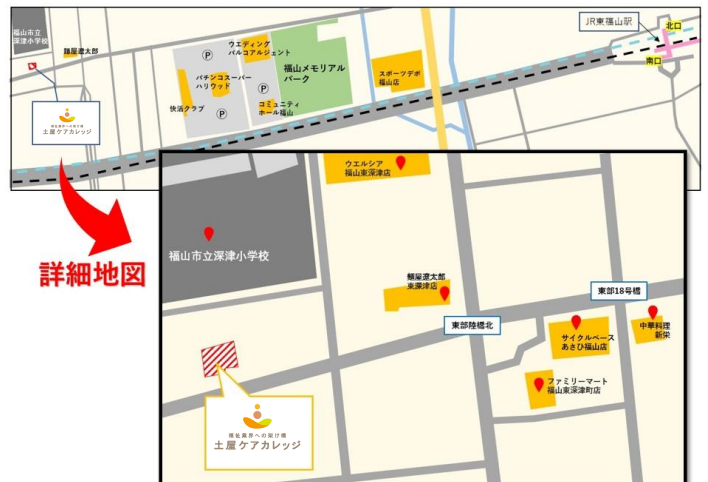 福山市立
深津小学校
麺屋遼太郎
土屋ケアカレッジ
P
ウエディング
パルコアルジェント
パチンコスーパー
ハリウッド
快活クラブ
P
P
コミュニティ
ホール福山
福山メモリアル
パーク
スポーツデポ
福山店
JR東福山駅
北口
南口
詳細地図
ウエルシア
福山東深津店
福山市立深津小学校
麺屋遼太郎
東深津店
東部陸橋北
東部18号橋
サイクルベース
あさひ福山店
中華料理
新栄
ファミリーマート
福山東深津町店
福祉業界への架け橋
土屋ケアカレッジ